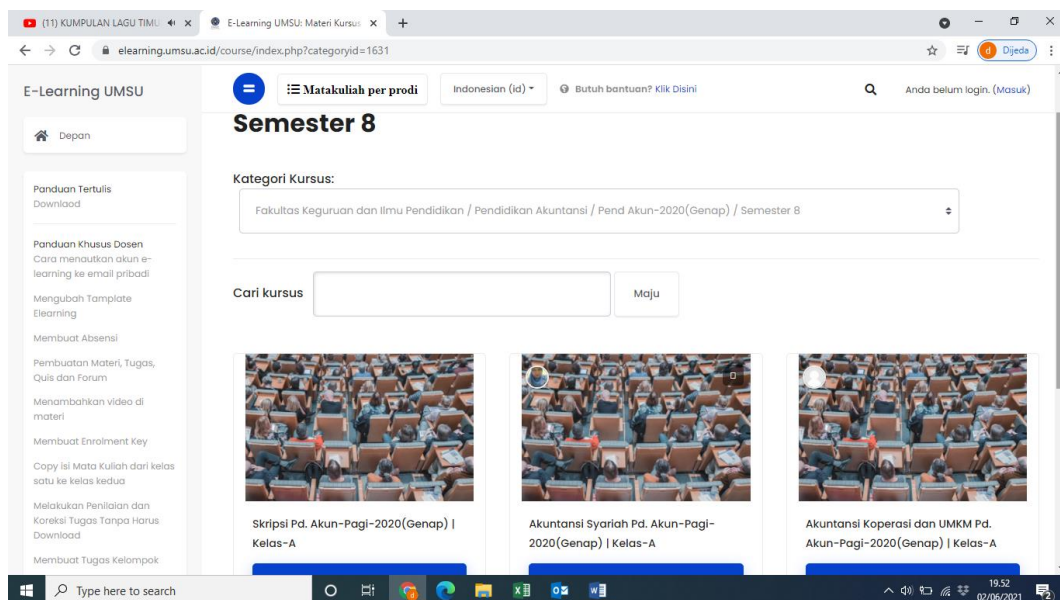 (11) KUMPULAN LAGU TIMU
E-Learning UMSU: Materi Kursus
elearning.umsu.ac.id/course/index.php?categoryid=1631
d Dijeda
E-Learning UMSU
Matakuliah per prodi
Indonesian (id)
Butuh bantuan? Klik Disini
Anda belum login. (Masuk)
Depan
Panduan Tertulis
Downlaod
Panduan Khusus Dosen
Cara menautkan akun e-
learning ke email pribadi
Mengubah Tamplate
Elearning
Membuat Absensi
Pembuatan Materi, Tugas,
Quis dan Forum
Menambahkan video di
materi
Membuat Enrolment Key
Copy isi Mata Kuliah dari kelas
satu ke kelas kedua
Melakukan Penilaian dan
Koreksi Tugas Tanpa Harus
Download
Membuat Tugas Kelompok
Semester 8
Kategori Kursus:
Fakultas Keguruan dan Ilmu Pendidikan / Pendidikan Akuntansi / Pend Akun-2020(Genap) / Semester 8
Cari kursus
Maju
Skripsi Pd. Akun-Pagi-2020(Genap) |
Kelas-A
Akuntansi Syariah Pd. Akun-Pagi-
2020(Genap) | Kelas-A
Akuntansi Koperasi dan UMKM Pd.
Akun-Pagi-2020(Genap) | Kelas-A
Type here to search
19.52
02/06/2021
2